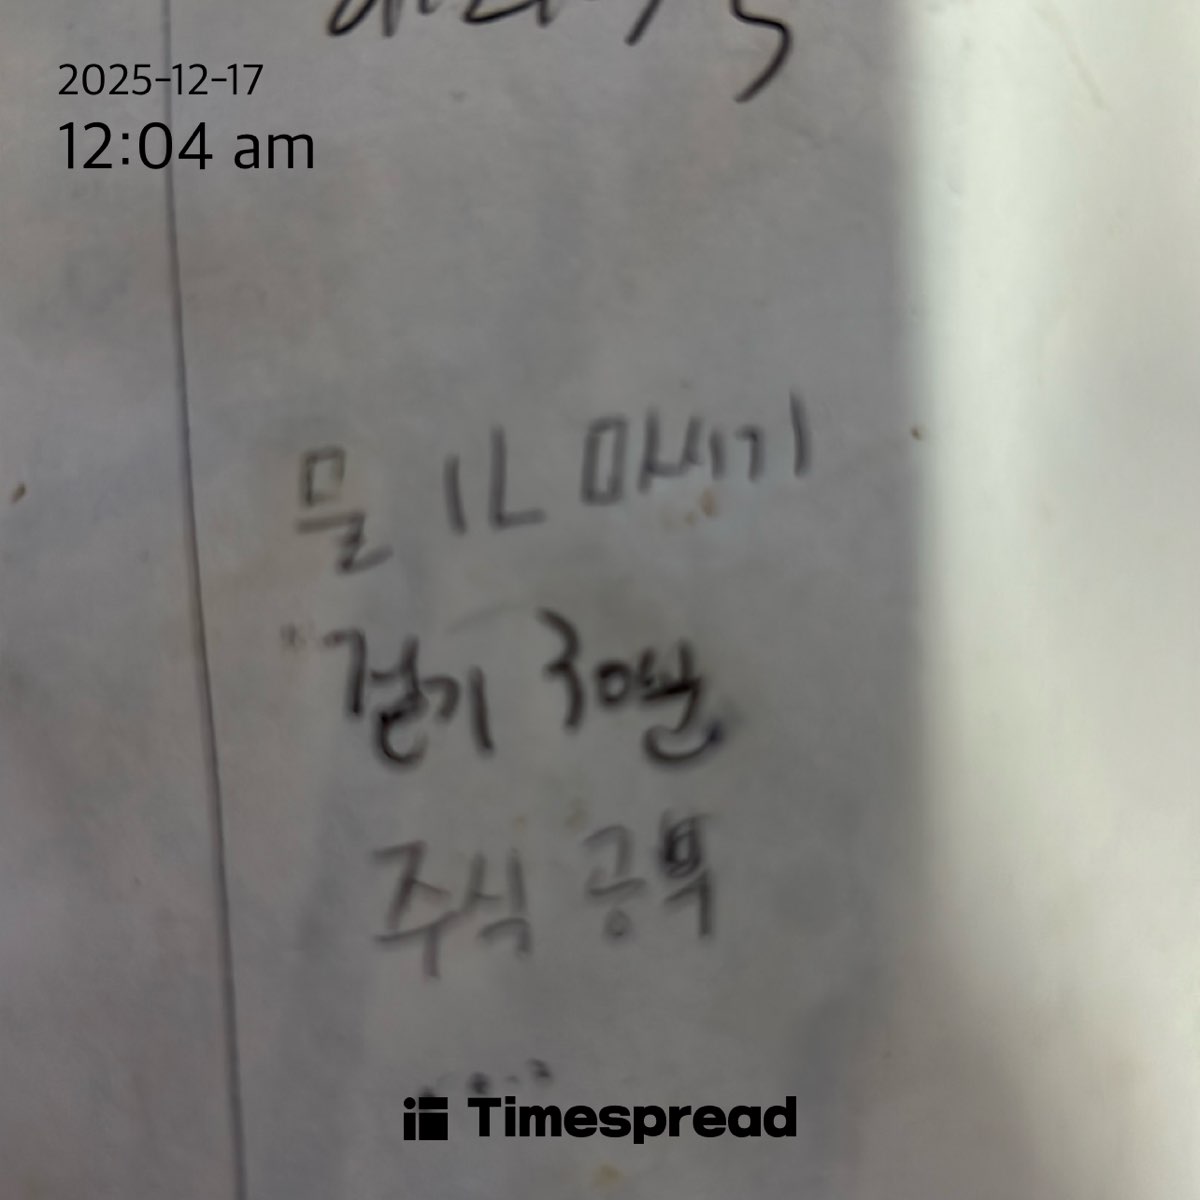 2025-12-17
12:04 am
물 1L 마시기
걷기 30분
주식 공부
Timespread